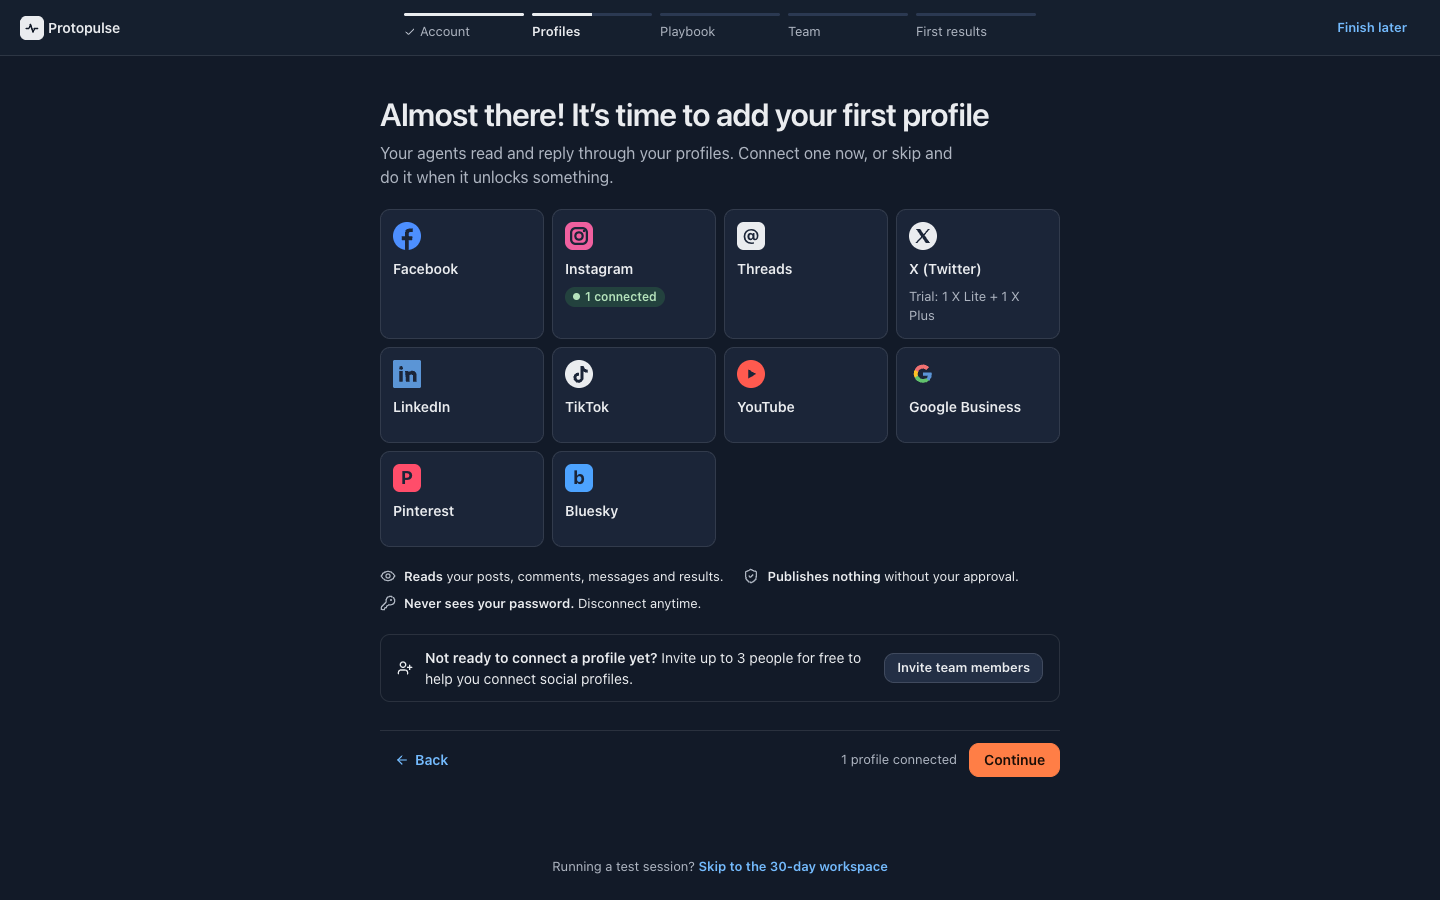 Protopulse
Account
Profiles
Playbook
Team
First results
Finish later
Almost there! It’s time to add your first profile
Your agents read and reply through your profiles. Connect one now, or skip and
do it when it unlocks something.
Facebook
Instagram
1 connected
Threads
X (Twitter)
Trial: 1 X Lite + 1 X
Plus
LinkedIn
TikTok
YouTube
Google Business
Pinterest
Bluesky
Reads your posts, comments, messages and results.
Publishes nothing without your approval.
Never sees your password. Disconnect anytime.
Not ready to connect a profile yet? Invite up to 3 people for free to
help you connect social profiles.
Invite team members
Back
1 profile connected
Continue
Running a test session? Skip to the 30-day workspace